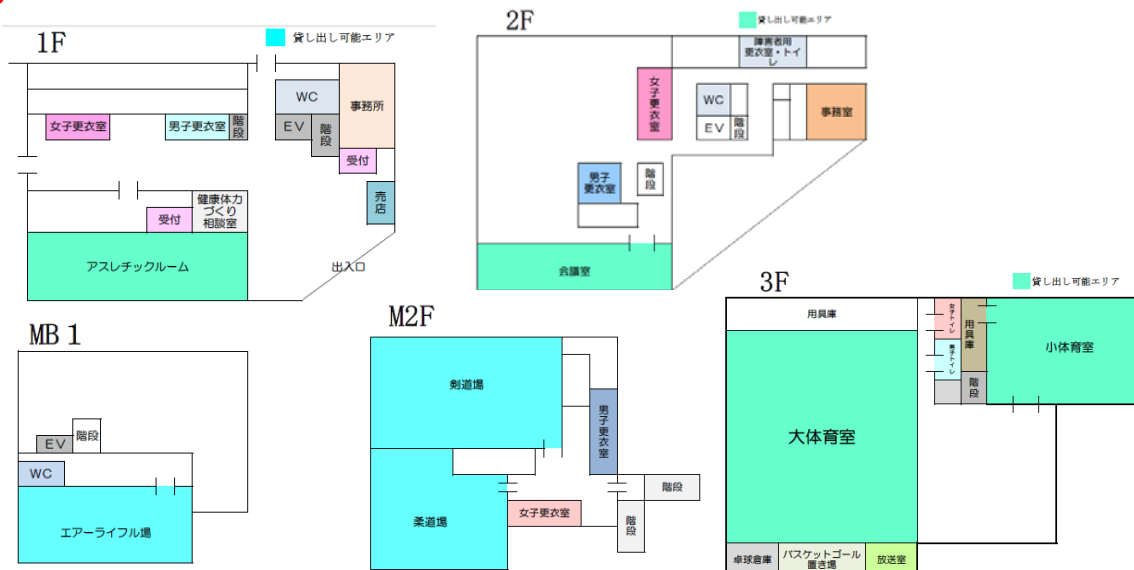 1F
貸し出し可能エリア
WC
事務所
女子更衣室
男子更衣室
階段
EV
階段
受付
売店
健康体力
づくり
相談室
受付
アスレチックルーム
出入口
2F
貸し出し可能エリア
障害者用
更衣室・トイ
レ
女子更衣室
WC
EV
階段
事務室
男子
更衣室
階段
会議室
MB 1
EV
階段
WC
エアーライフル場
M2F
剣道場
男子更衣室
柔道場
女子更衣室
階段
階段
3F
貸し出し可能エリア
用具庫
女子トイレ
男子トイレ
用具庫
階段
小体育室
大体育室
卓球倉庫
バスケットゴール
置き場
放送室